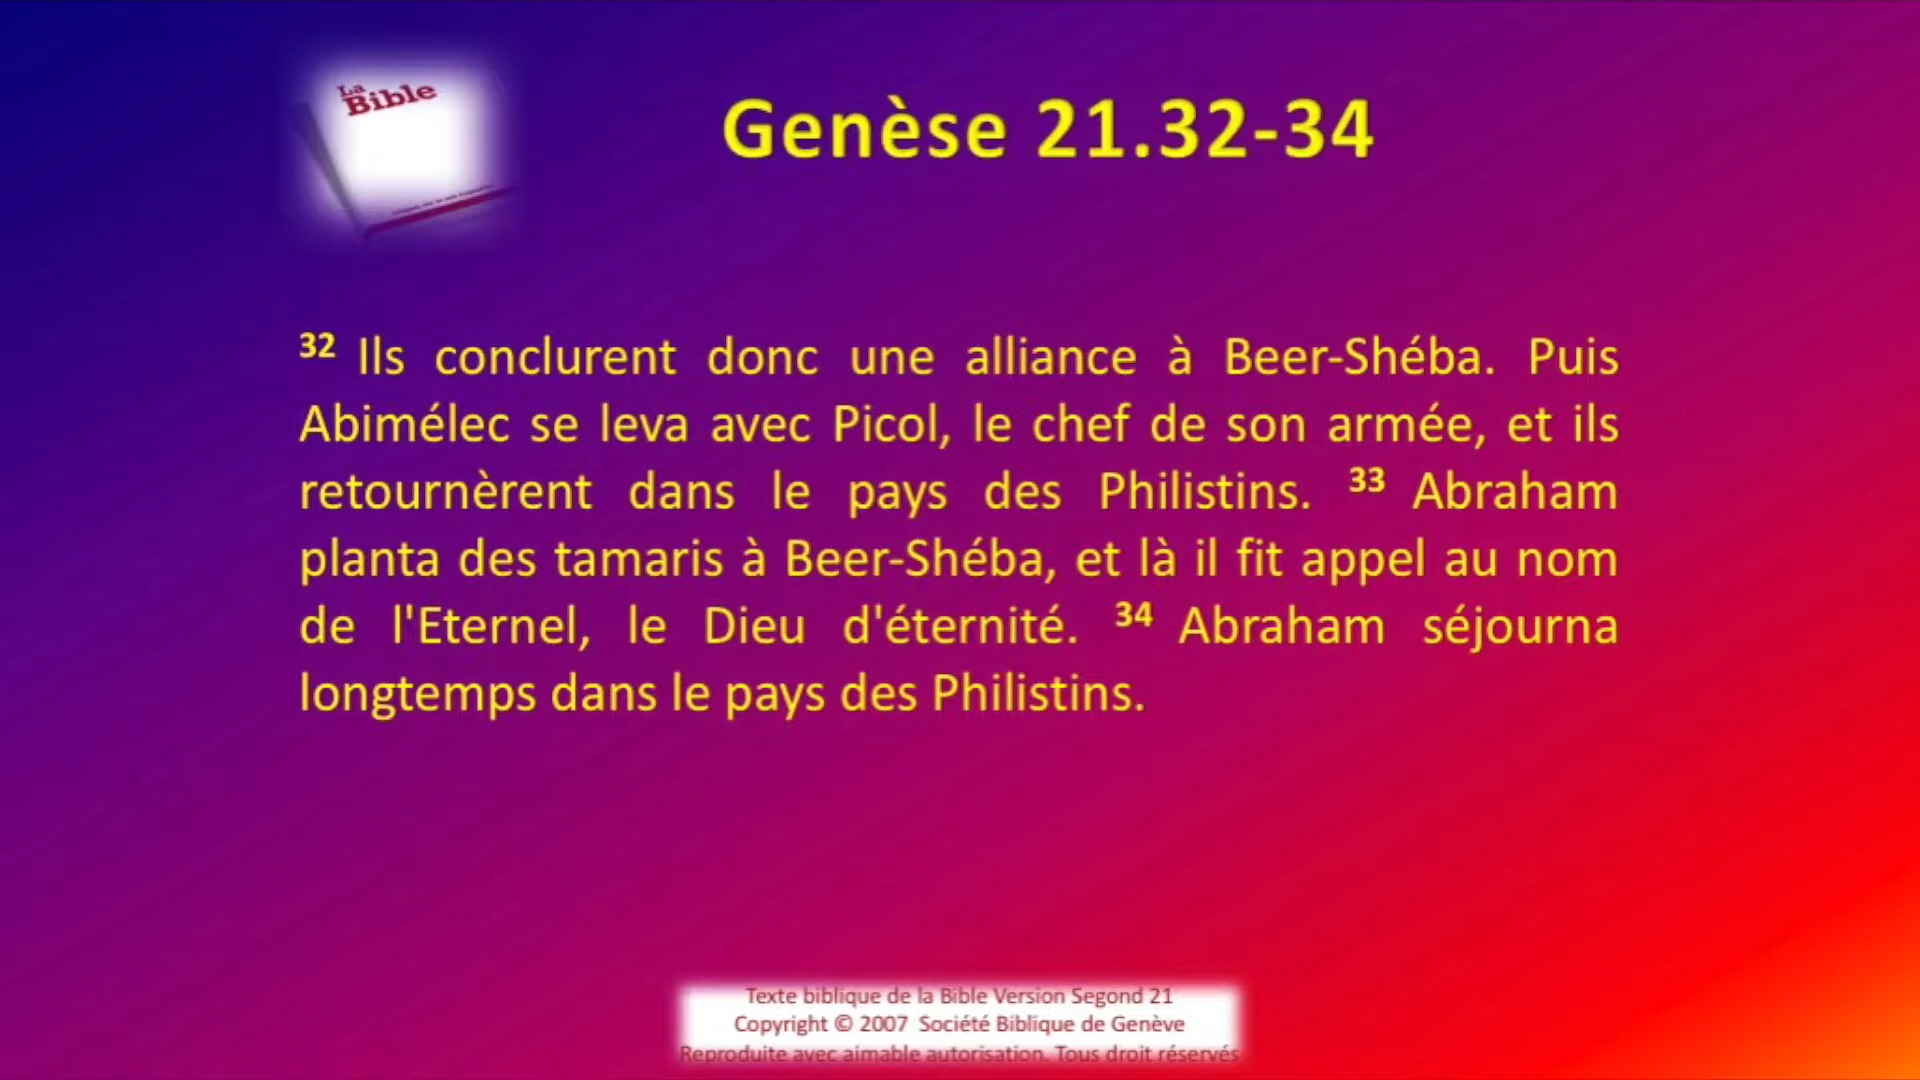 La
Bible
Genèse 21.32-34
32 Ils conclurent donc une alliance à Beer-Shéba. Puis
Abimélec se leva avec Picol, le chef de son armée, et ils
retournèrent dans le pays des Philistins. 33 Abraham
planta des tamaris à Beer-Shéba, et là il fit appel au nom
de l'Eternel, le Dieu d'éternité. 34 Abraham séjourna
longtemps dans le pays des Philistins.
Texte biblique de la Bible Version Segond 21
Copyright © 2007 Société Biblique de Genève
Reproduite avec aimable autorisation. Tous droit réservés